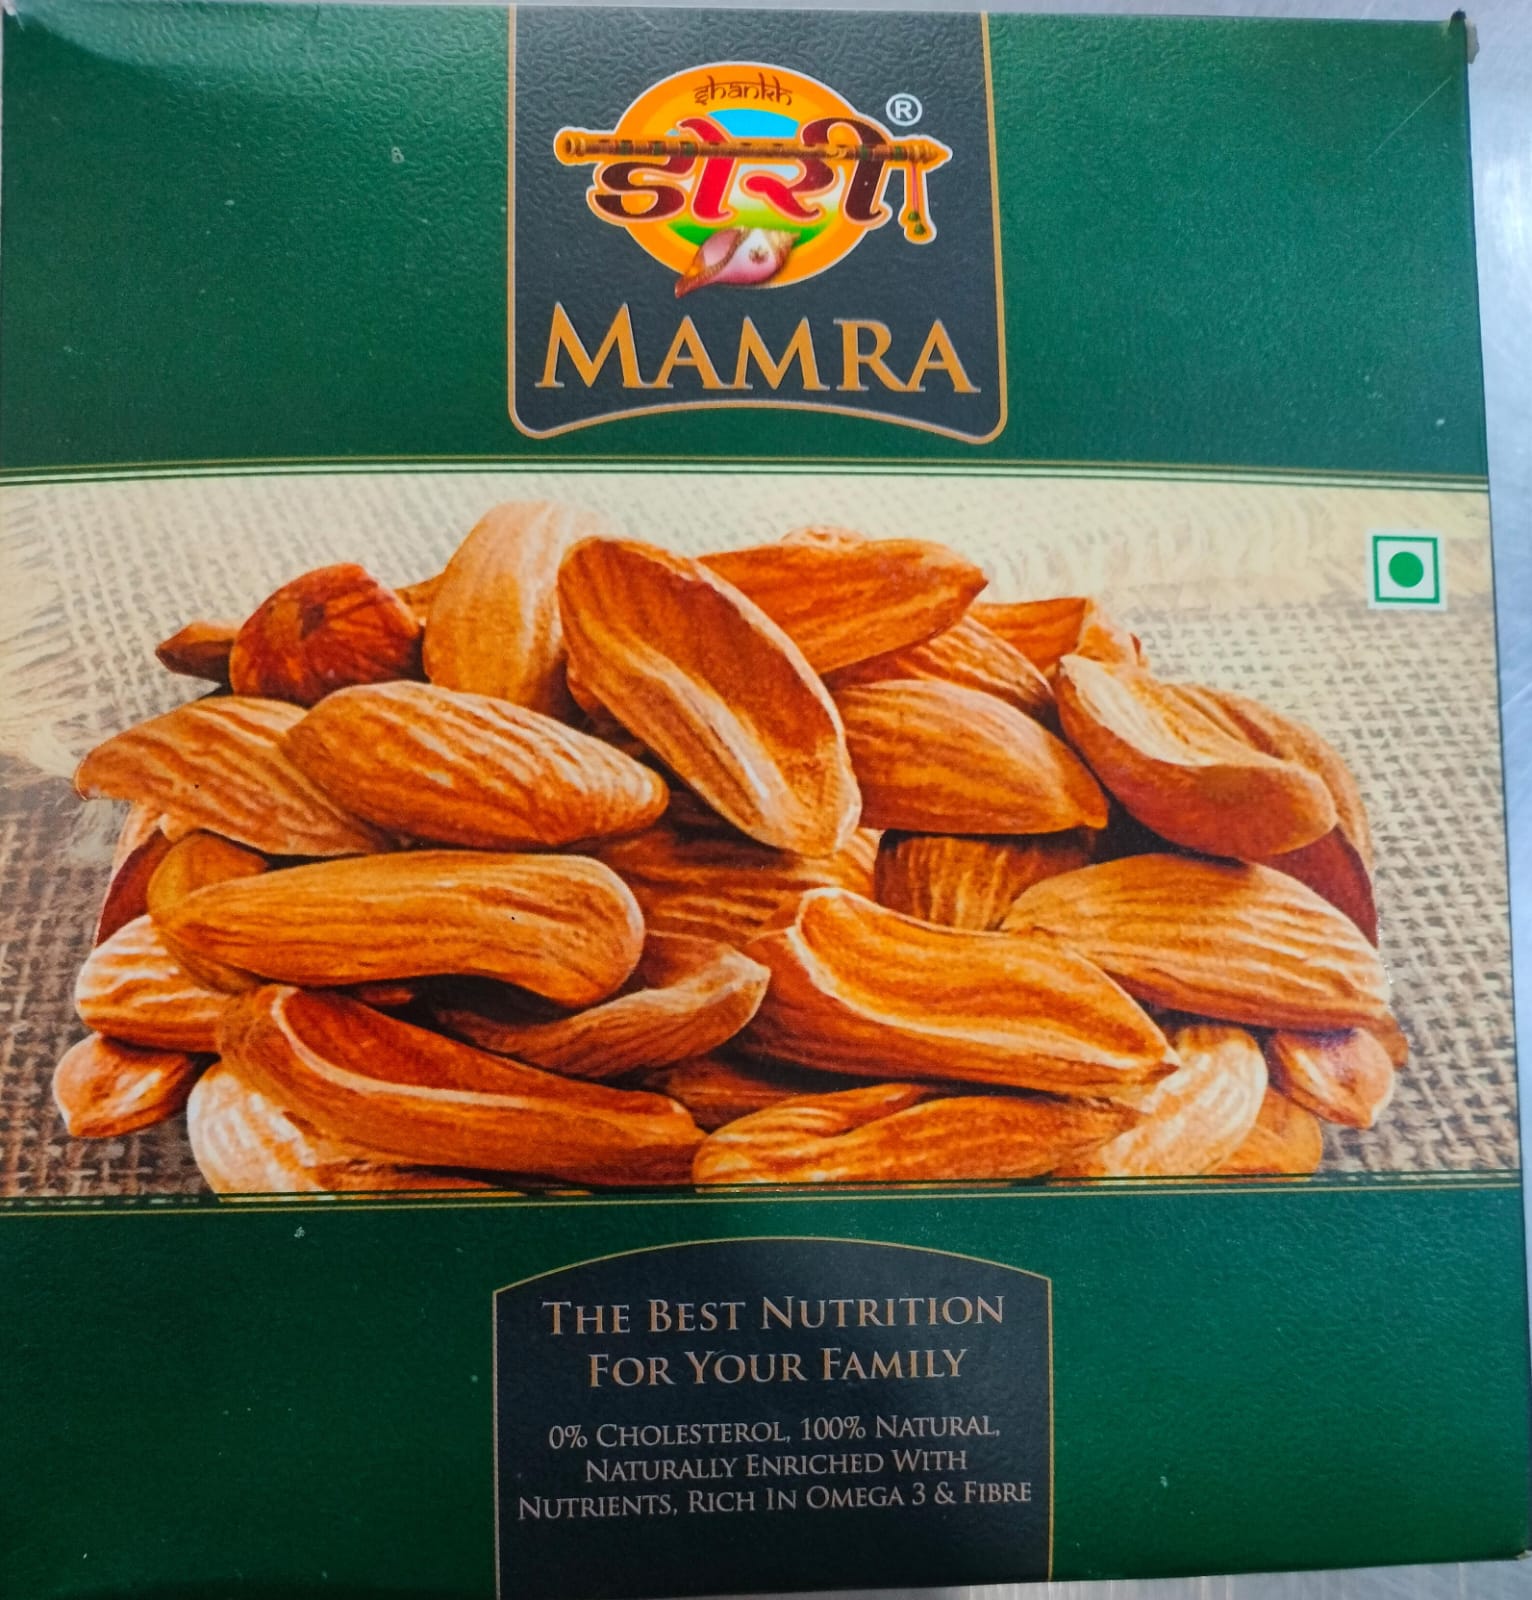 shankh
डोरी
®
MAMRA
THE BEST NUTRITION
FOR YOUR FAMILY
0% CHOLESTEROL, 100% NATURAL,
NATURALLY ENRICHED WITH
NUTRIENTS, RICH IN OMEGA 3 & FIBRE